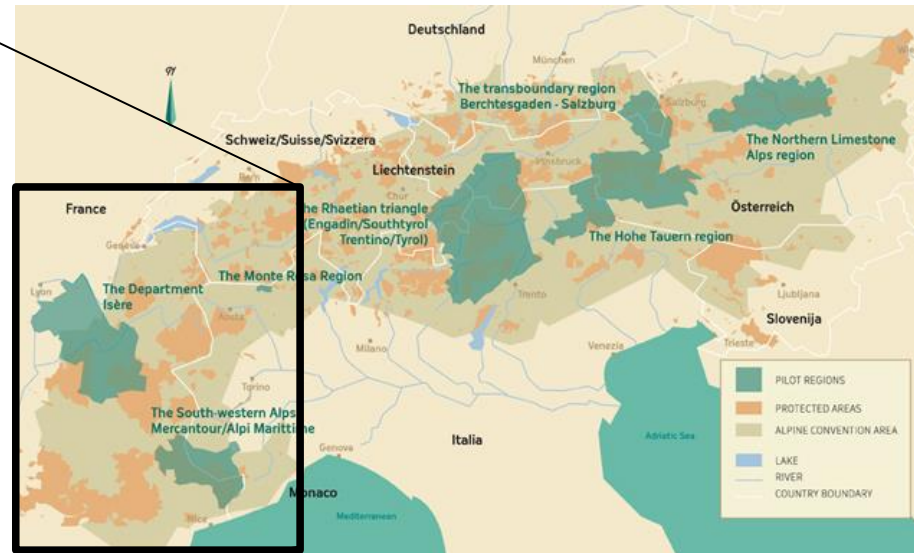 Deutschland
München
The transboundary region
Berchtesgaden - Salzburg
Salzburg
The Northern Limestone
Alps region
Schweiz/Suisse/Svizzera
Bern
Liechtenstein
Innsbruck
Chur
France
The Rhaetian triangle
(Engadin/Southtyrol
Trentino/Tyrol)
Österreich
The Hohe Tauern region
Geneva
The Monte Rosa Region
Lyon
The Department
Isère
Aosta
Trento
Ljubljana
Slovenija
Milano
Venezia
Trieste
Torino
The South-western Alps
Mercantour/Alpi Marittime
Genova
Italia
Adriatic Sea
Monaco
Nice
Mediterranean
PILOT REGIONS
PROTECTED AREAS
ALPINE CONVENTION AREA
LAKE
RIVER
COUNTRY BOUNDARY